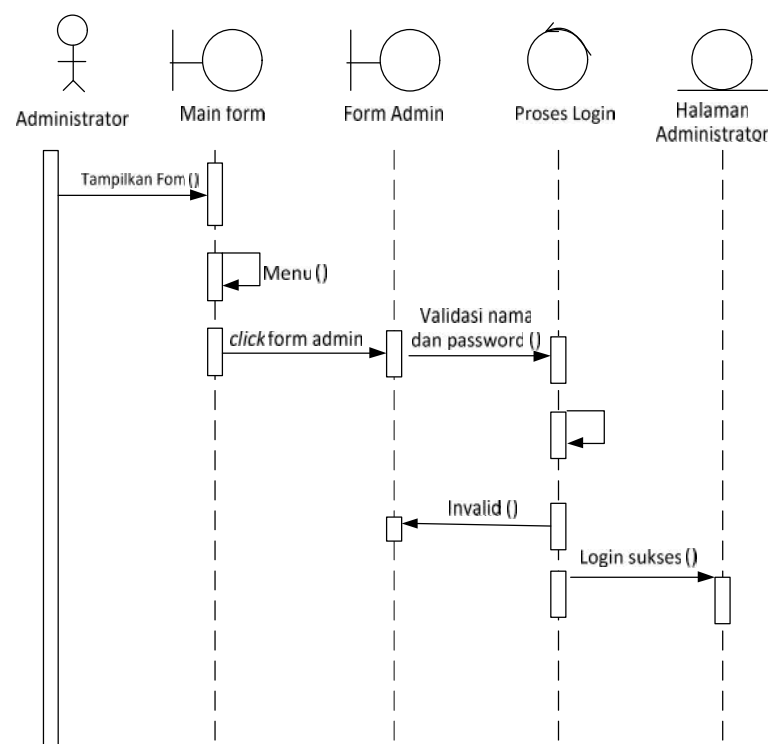 Administrator
Main form
Form Admin
Proses Login
Halaman
Administrator
Tampilkan Fom ()
Menu ()
click form admin
Validasi nama
dan password ()
Invalid ()
Login sukses ()